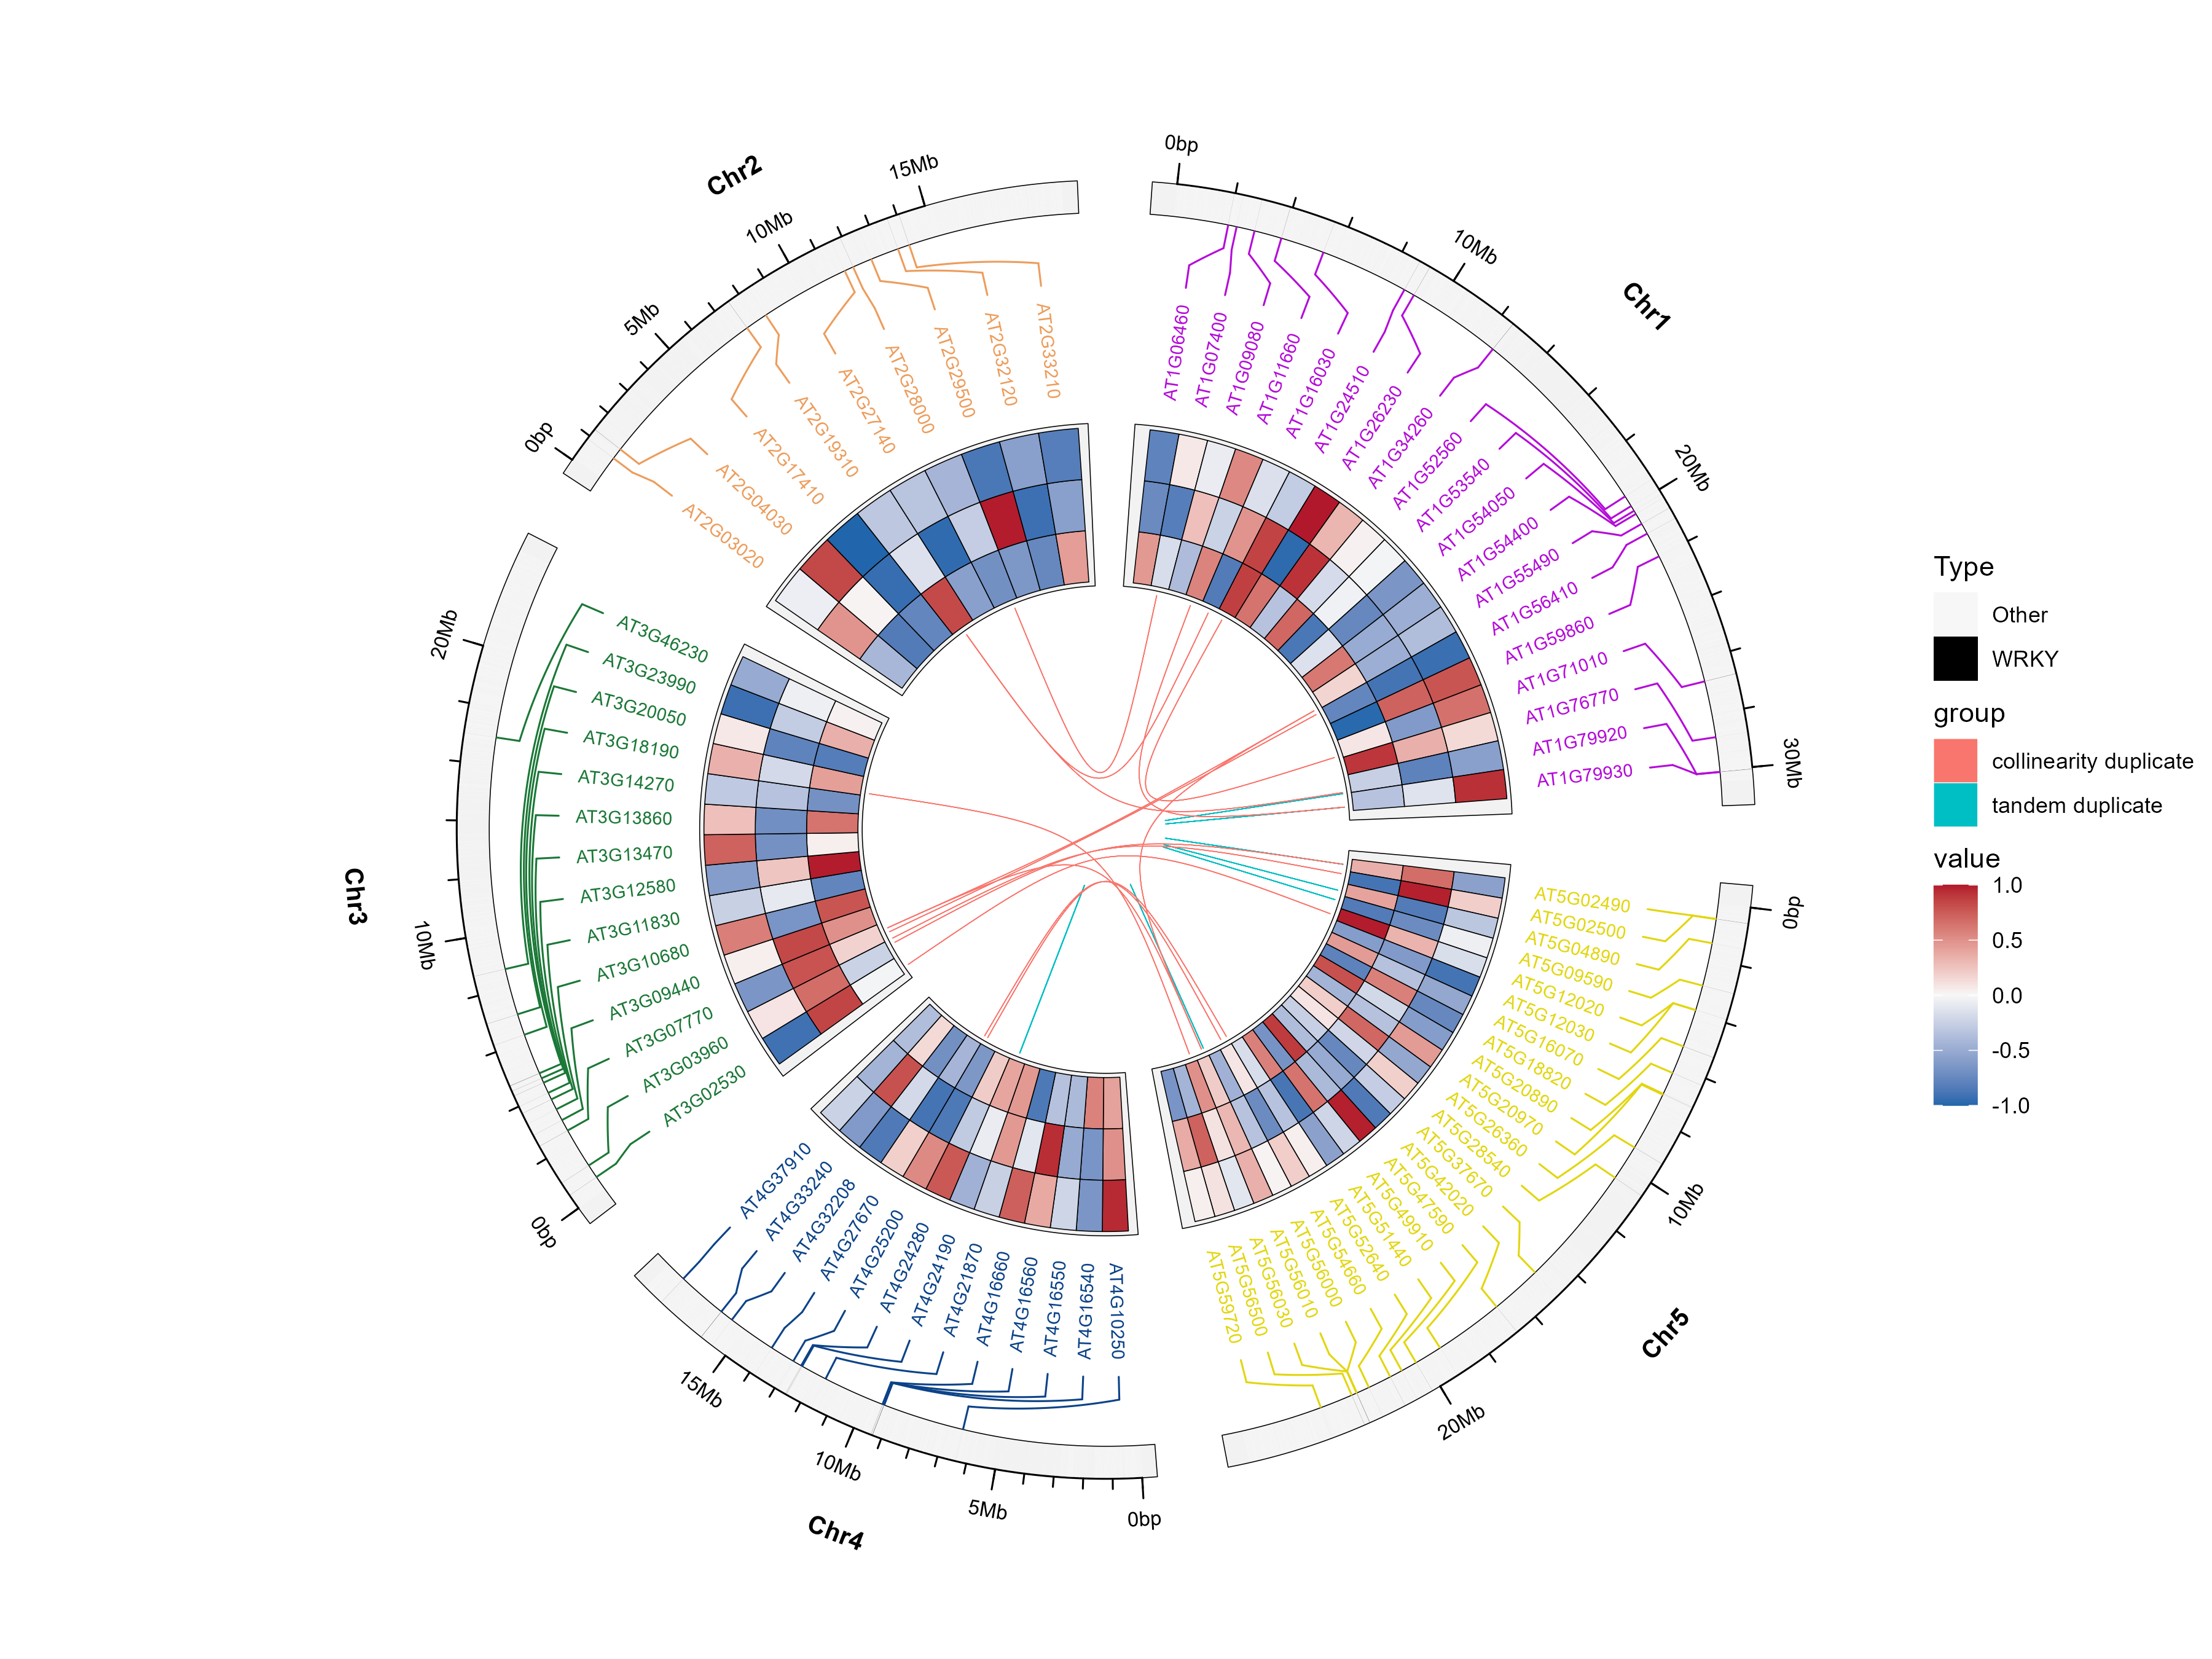 Chr1
0bp
10Mb
20Mb
30Mb
AT1G06460
AT1G07400
AT1G09080
AT1G11660
AT1G16030
AT1G24510
AT1G26230
AT1G34260
AT1G52560
AT1G53540
AT1G54050
AT1G54400
AT1G55490
AT1G56410
AT1G59860
AT1G71010
AT1G76770
AT1G79920
AT1G79930
Chr5
0bp
10Mb
20Mb
AT5G02490
AT5G02500
AT5G04890
AT5G09590
AT5G12020
AT5G12030
AT5G16070
AT5G18820
AT5G20890
AT5G20970
AT5G26360
AT5G28540
AT5G37670
AT5G42020
AT5G47590
AT5G49910
AT5G51440
AT5G52640
AT5G54660
AT5G56000
AT5G56010
AT5G56030
AT5G56500
AT5G59720
Chr4
0bp
5Mb
10Mb
15Mb
AT4G10250
AT4G16540
AT4G16550
AT4G16560
AT4G16660
AT4G21870
AT4G24190
AT4G24280
AT4G25200
AT4G27670
AT4G32208
AT4G33240
AT4G37910
Chr3
0bp
10Mb
20Mb
AT3G02530
AT3G03960
AT3G07770
AT3G09440
AT3G10680
AT3G11830
AT3G12580
AT3G13470
AT3G13860
AT3G14270
AT3G18190
AT3G20050
AT3G23990
AT3G46230
Chr2
0bp
5Mb
10Mb
15Mb
AT2G03020
AT2G04030
AT2G17410
AT2G19310
AT2G27140
AT2G28000
AT2G29500
AT2G32120
AT2G33210
Type
Other
WRKY
group
collinearity duplicate
tandem duplicate
value
1.0
0.5
0.0
-0.5
-1.0